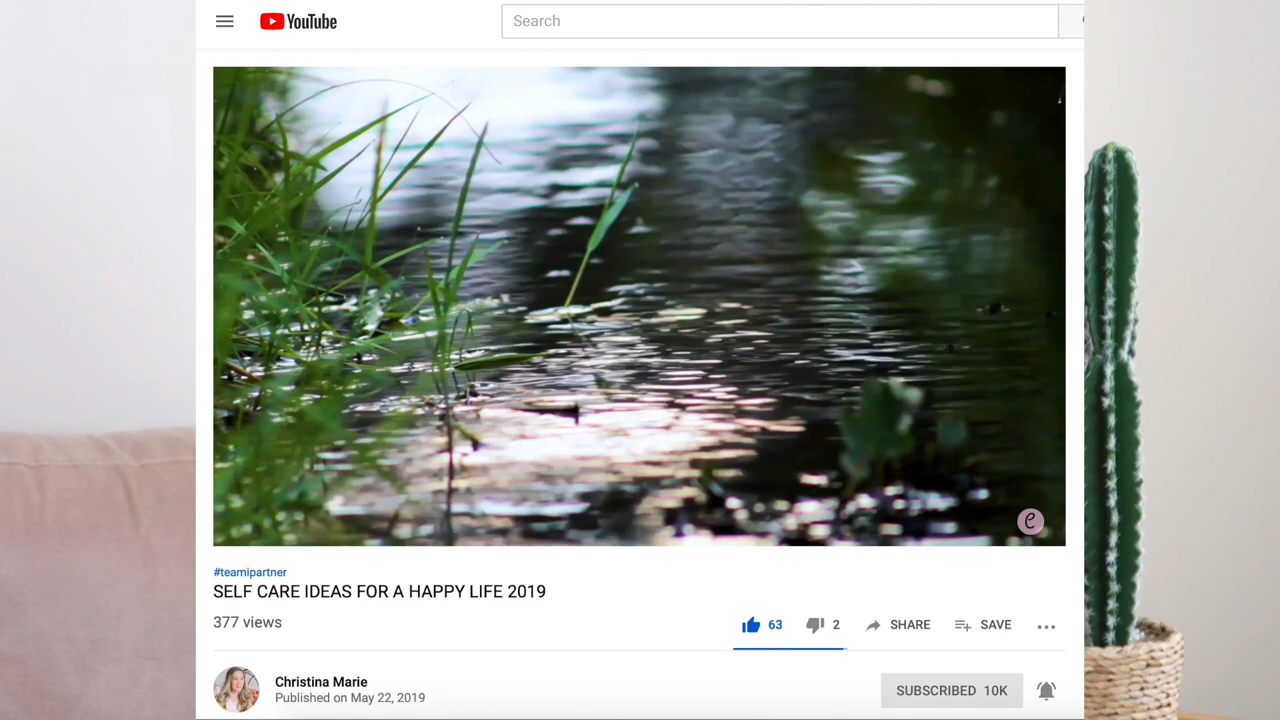 YouTube
Search
#teamipartner
SELF CARE IDEAS FOR A HAPPY LIFE 2019
377 views
63
2
SHARE
SAVE
Christina Marie
Published on May 22, 2019
SUBSCRIBED 10K